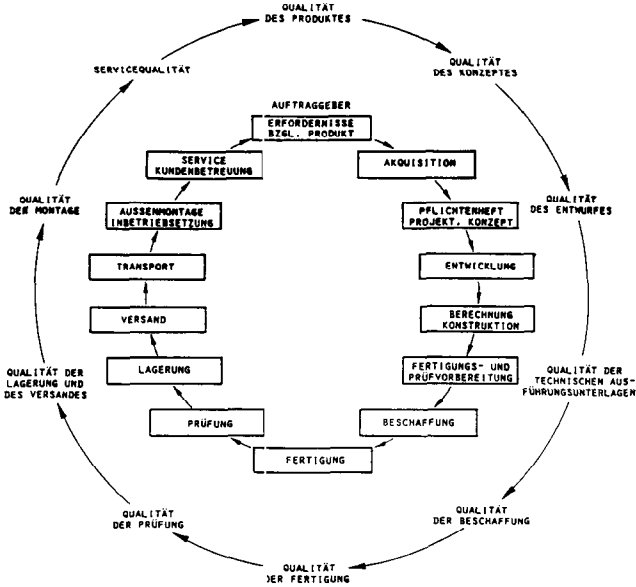 QUALITÄT
DES PRODUKTES
QUALITÄT
DES KONZEPTES
SERVICEQUALITÄT
AUFTRAGGEBER
ERFORDERNISSE
BZGL. PRODUKT
SERVICE
KUNDENBETREUUNG
AKQUISITION
QUALITÄT
DER MONTAGE
AUSSENMONTAGE
INBETRIEBSETZUNG
PFLICHTENHEFT
PROJEKT. KONZEPT
QUALITÄT
DES ENTWURFES
TRANSPORT
ENTWICKLUNG
VERSAND
BERECHNUNG
KONSTRUKTION
QUALITÄT DER
LAGERUNG UND
DES VERSANDES
LAGERUNG
FERTIGUNGS- UND
PRÜFVORBEREITUNG
QUALITÄT DER
TECHNISCHEN AUS-
FÜHRUNGSUNTERLAGEN
PRÜFUNG
BESCHAFFUNG
FERTIGUNG
QUALITÄT
DER PRÜFUNG
QUALITÄT
DER BESCHAFFUNG
QUALITÄT
DER FERTIGUNG